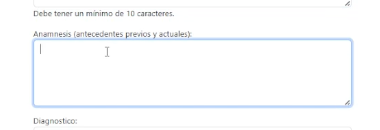 Debe tener un mínimo de 10 caracteres.
Anamnesis (antecedentes previos y actuales):
Diagnostico: